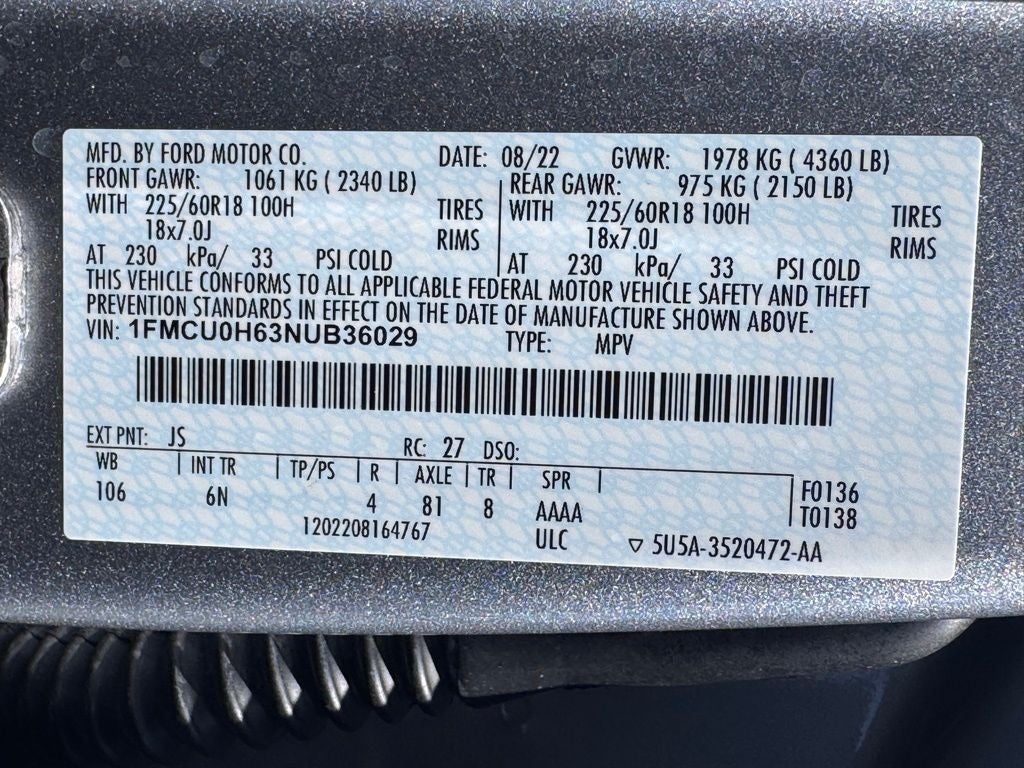 MFD. BY FORD MOTOR CO. DATE: 08/22 GVWR: 1978 KG ( 4360 LB)
FRONT GAWR: 1061 KG ( 2340 LB) REAR GAWR: 975 KG ( 2150 LB)
WITH 225/60R18 100H TIRES WITH 225/60R18 100H TIRES
18x7.0J RIMS 18x7.0J RIMS
AT 230 kPa/ 33 PSI COLD AT 230 kPa/ 33 PSI COLD
THIS VEHICLE CONFORMS TO ALL APPLICABLE FEDERAL MOTOR VEHICLE SAFETY AND THEFT
PREVENTION STANDARDS IN EFFECT ON THE DATE OF MANUFACTURE SHOWN ABOVE.
VIN: 1FMCU0H63NUB36029 TYPE: MPV
EXT PNT: JS RC: 27 DSO:
WB INT TR TP/PS R AXLE TR SPR
106 6N 4 81 8 AAAA F0136
T0138
1202208164767 ULC ▽ 5U5A-3520472-AA